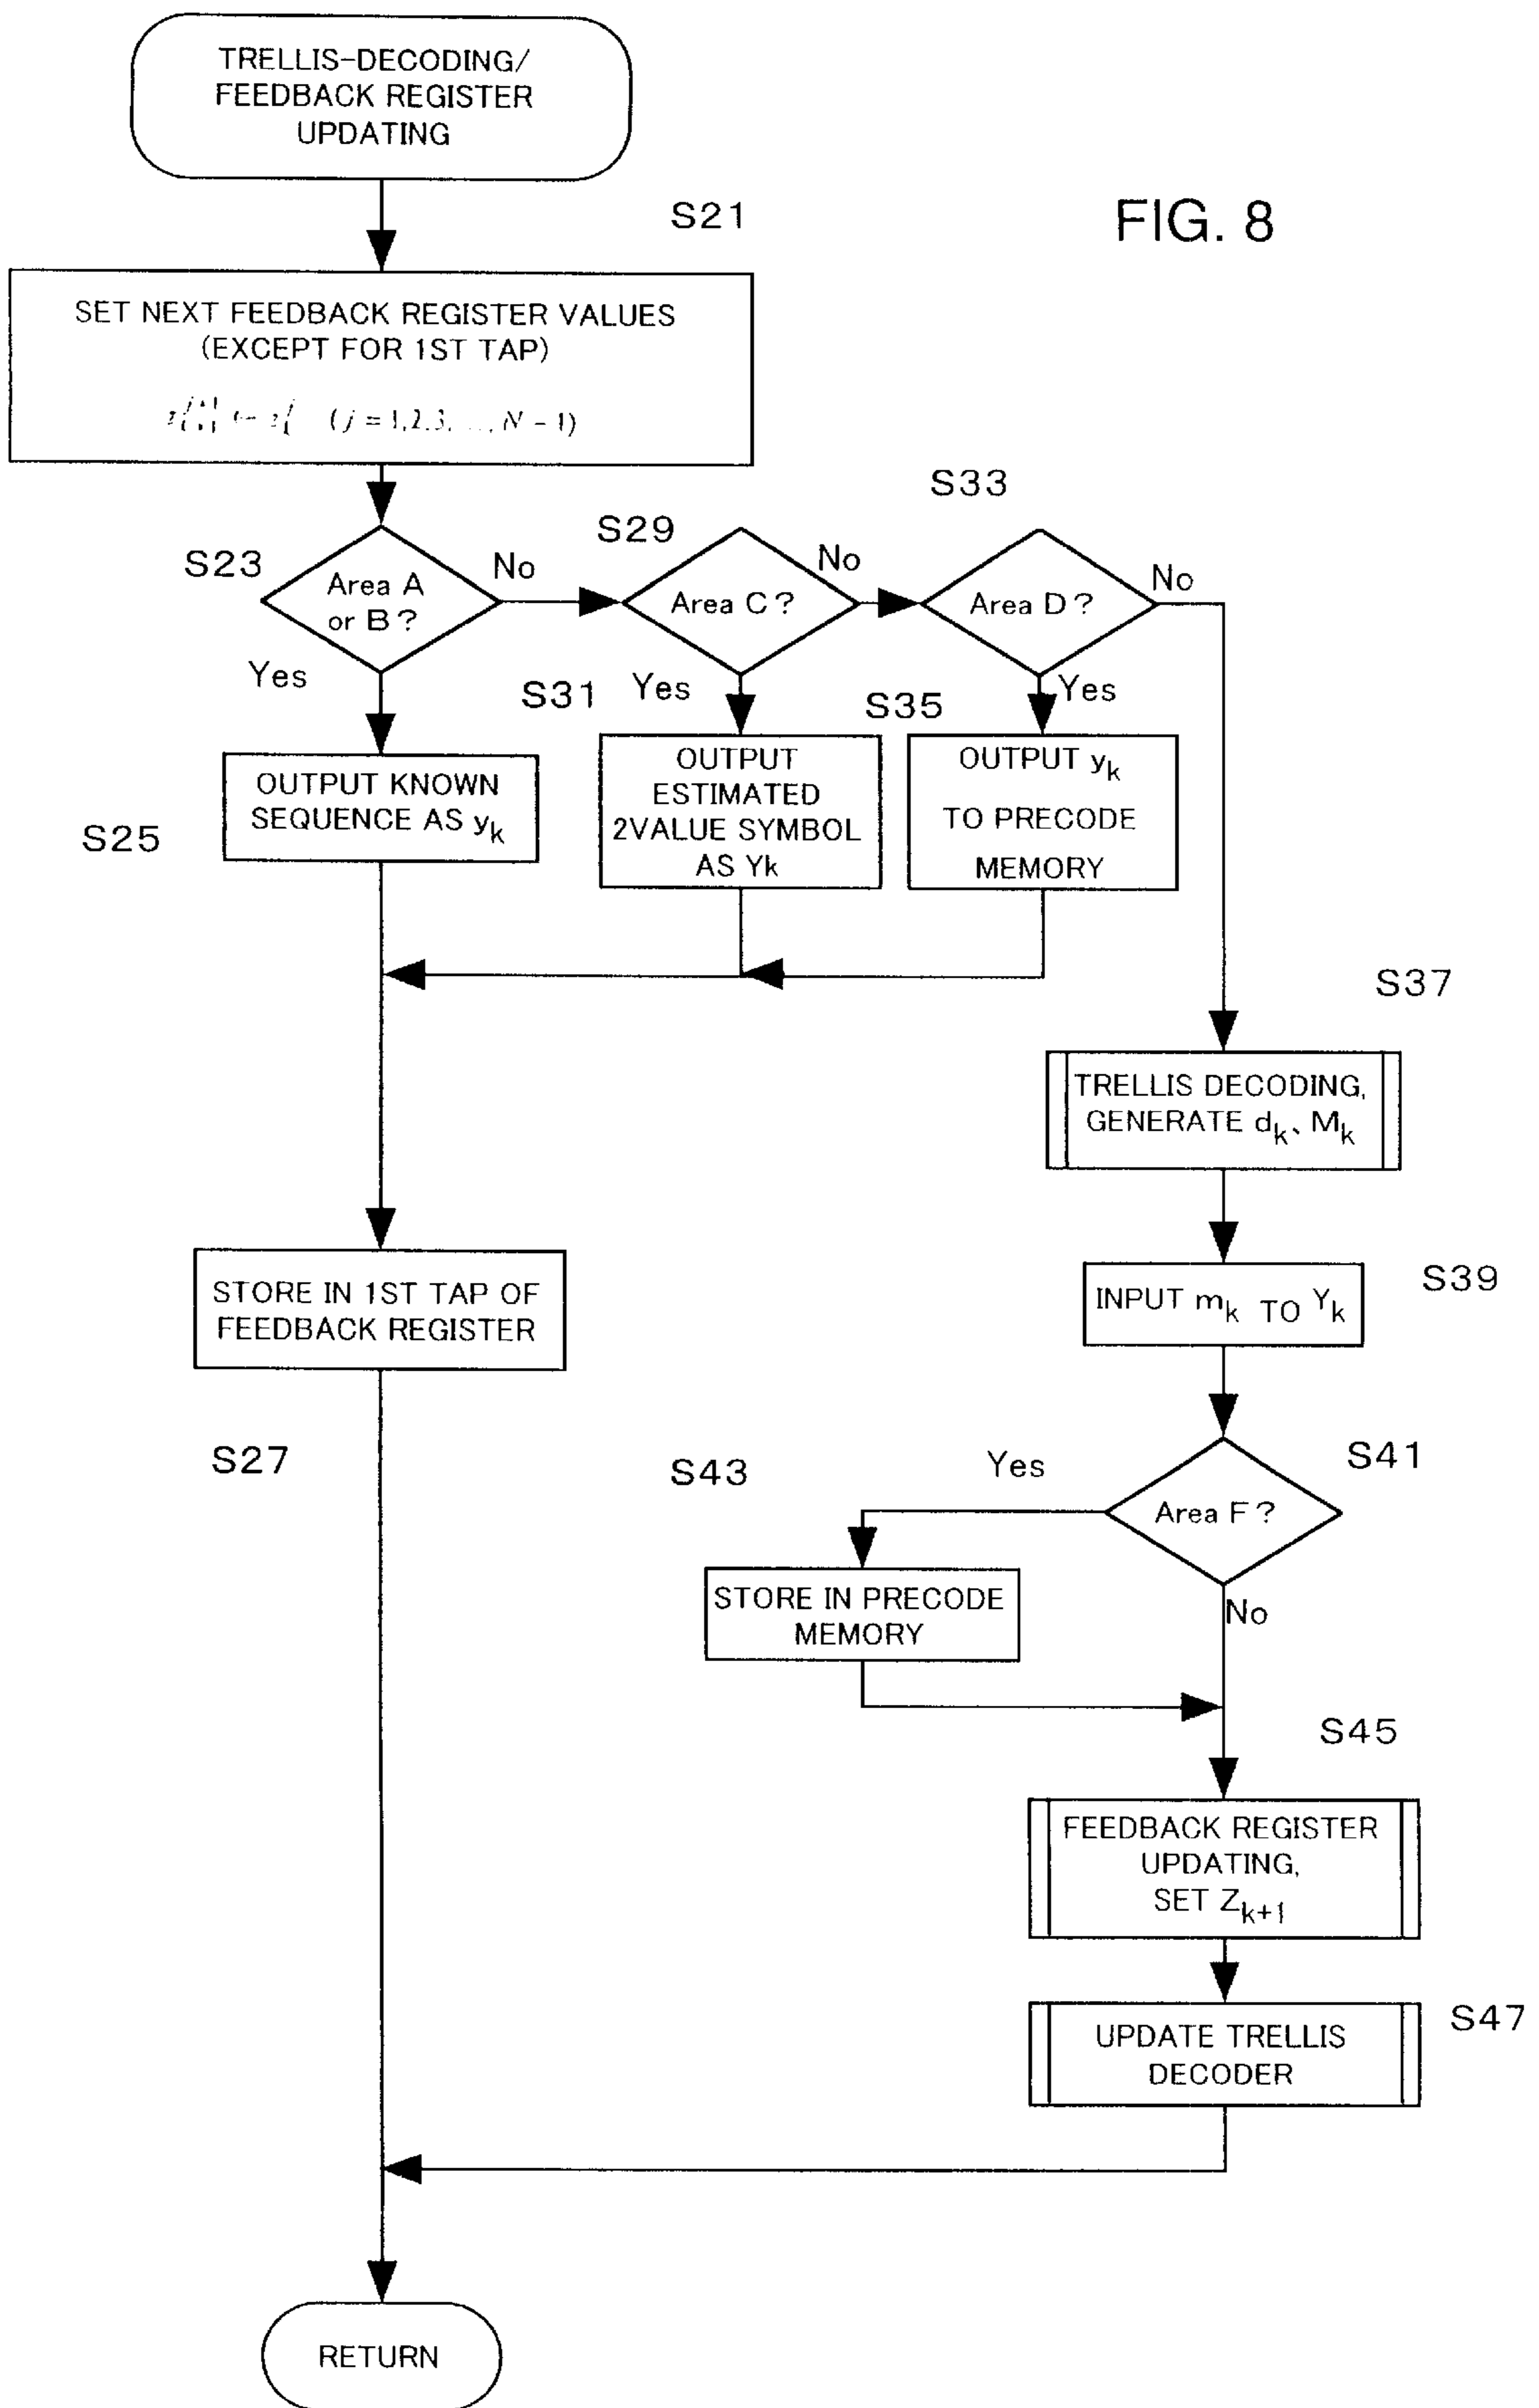 TRELLIS-DECODING/
FEEDBACK REGISTER
UPDATING
FIG. 8
S21
SET NEXT FEEDBACK REGISTER VALUES
(EXCEPT FOR 1ST TAP)
(j = 1,2,3, ..., N - 1)
S23
Area A
or B?
No
Yes
S29
Area C?
No
Yes
S33
Area D?
No
Yes
S25
OUTPUT KNOWN
SEQUENCE AS yk
S31
OUTPUT
ESTIMATED
2VALUE SYMBOL
AS Yk
S35
OUTPUT yk
TO PRECODE
MEMORY
S37
TRELLIS DECODING,
GENERATE dk、Mk
STORE IN 1ST TAP OF
FEEDBACK REGISTER
S27
S39
INPUT mk TO Yk
S41
Area F?
Yes
No
S43
STORE IN PRECODE
MEMORY
S45
FEEDBACK REGISTER
UPDATING,
SET Zk+1
S47
UPDATE TRELLIS
DECODER
RETURN